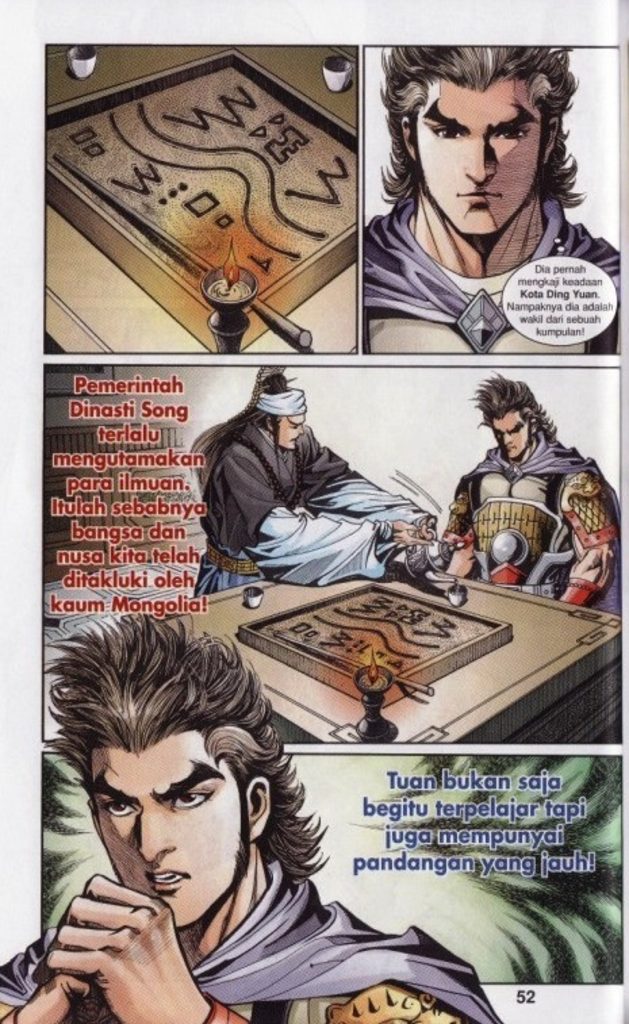 Dia pernah
mengkaji keadaan
Kota Ding Yuan.
Nampaknya dia adalah
wakil dari sebuah
kumpulan!
Pemerintah
Dinasti Song
terlalu
mengutamakan
para ilmuan.
Itulah sebabnya
bangsa dan
nusa kita telah
ditakluki oleh
kaum Mongolia!
Tuan bukan saja
begitu terpelajar tapi
juga mempunyai
pandangan yang jauh!
52